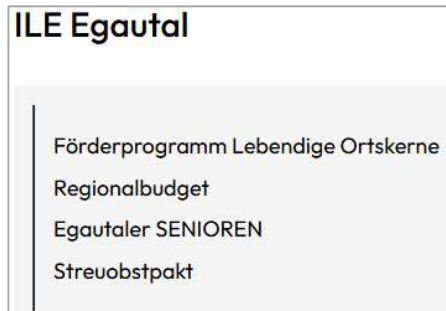 ILE Egautal
Förderprogramm Lebendige Ortskerne
Regionalbudget
Egautaler SENIOREN
Streuobstpakt